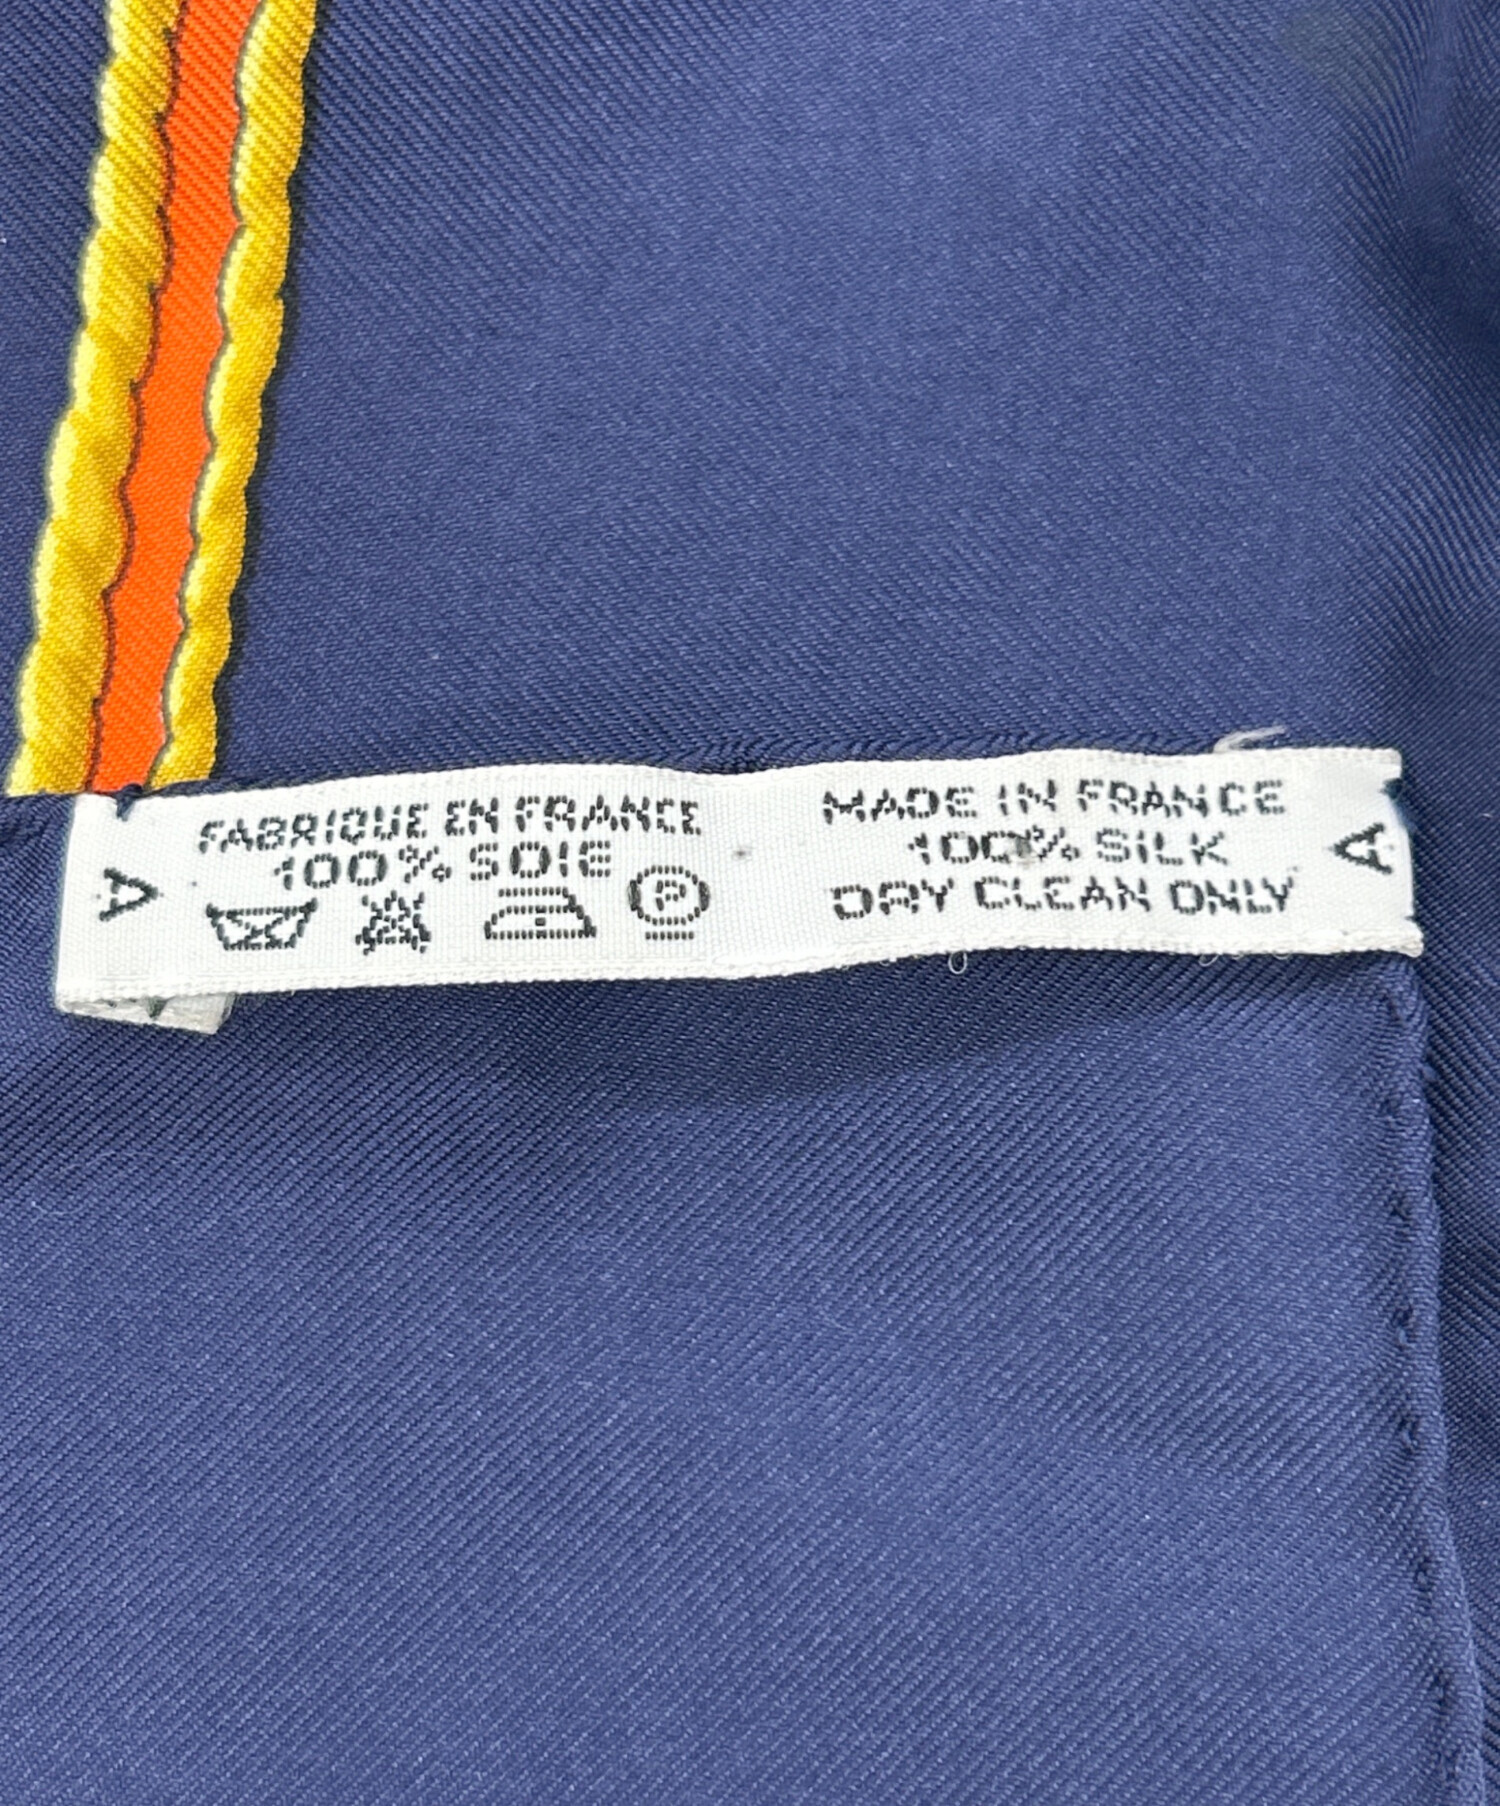 FABRIQUE EN FRANCE
100% SOIE
P
MADE IN FRANCE
100% SILK
DRY CLEAN ONLY
A
A